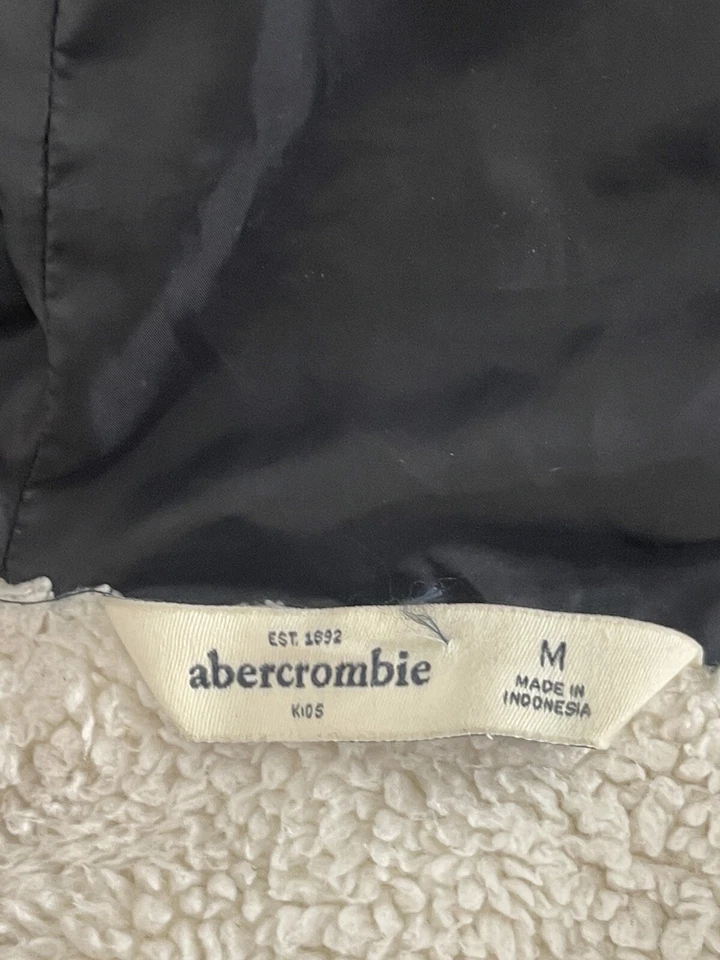 EST. 1892
abercrombie
KIDS
M
MADE IN
INDONESIA